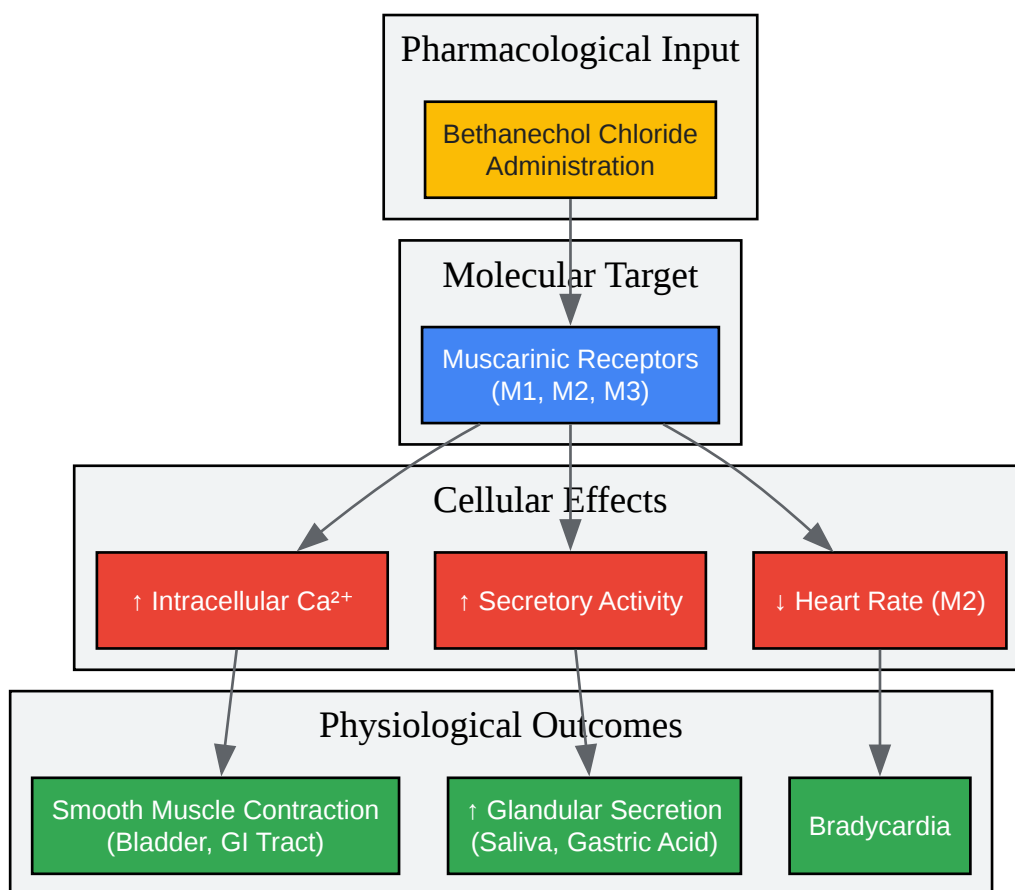 Pharmacological Input
Bethanechol Chloride
Administration
Molecular Target
Muscarinic Receptors
(M1, M2, M3)
Cellular Effects
↑ Intracellular Ca²⁺
↑ Secretory Activity
↓ Heart Rate (M2)
Physiological Outcomes
Smooth Muscle Contraction
(Bladder, GI Tract)
↑ Glandular Secretion
(Saliva, Gastric Acid)
Bradycardia